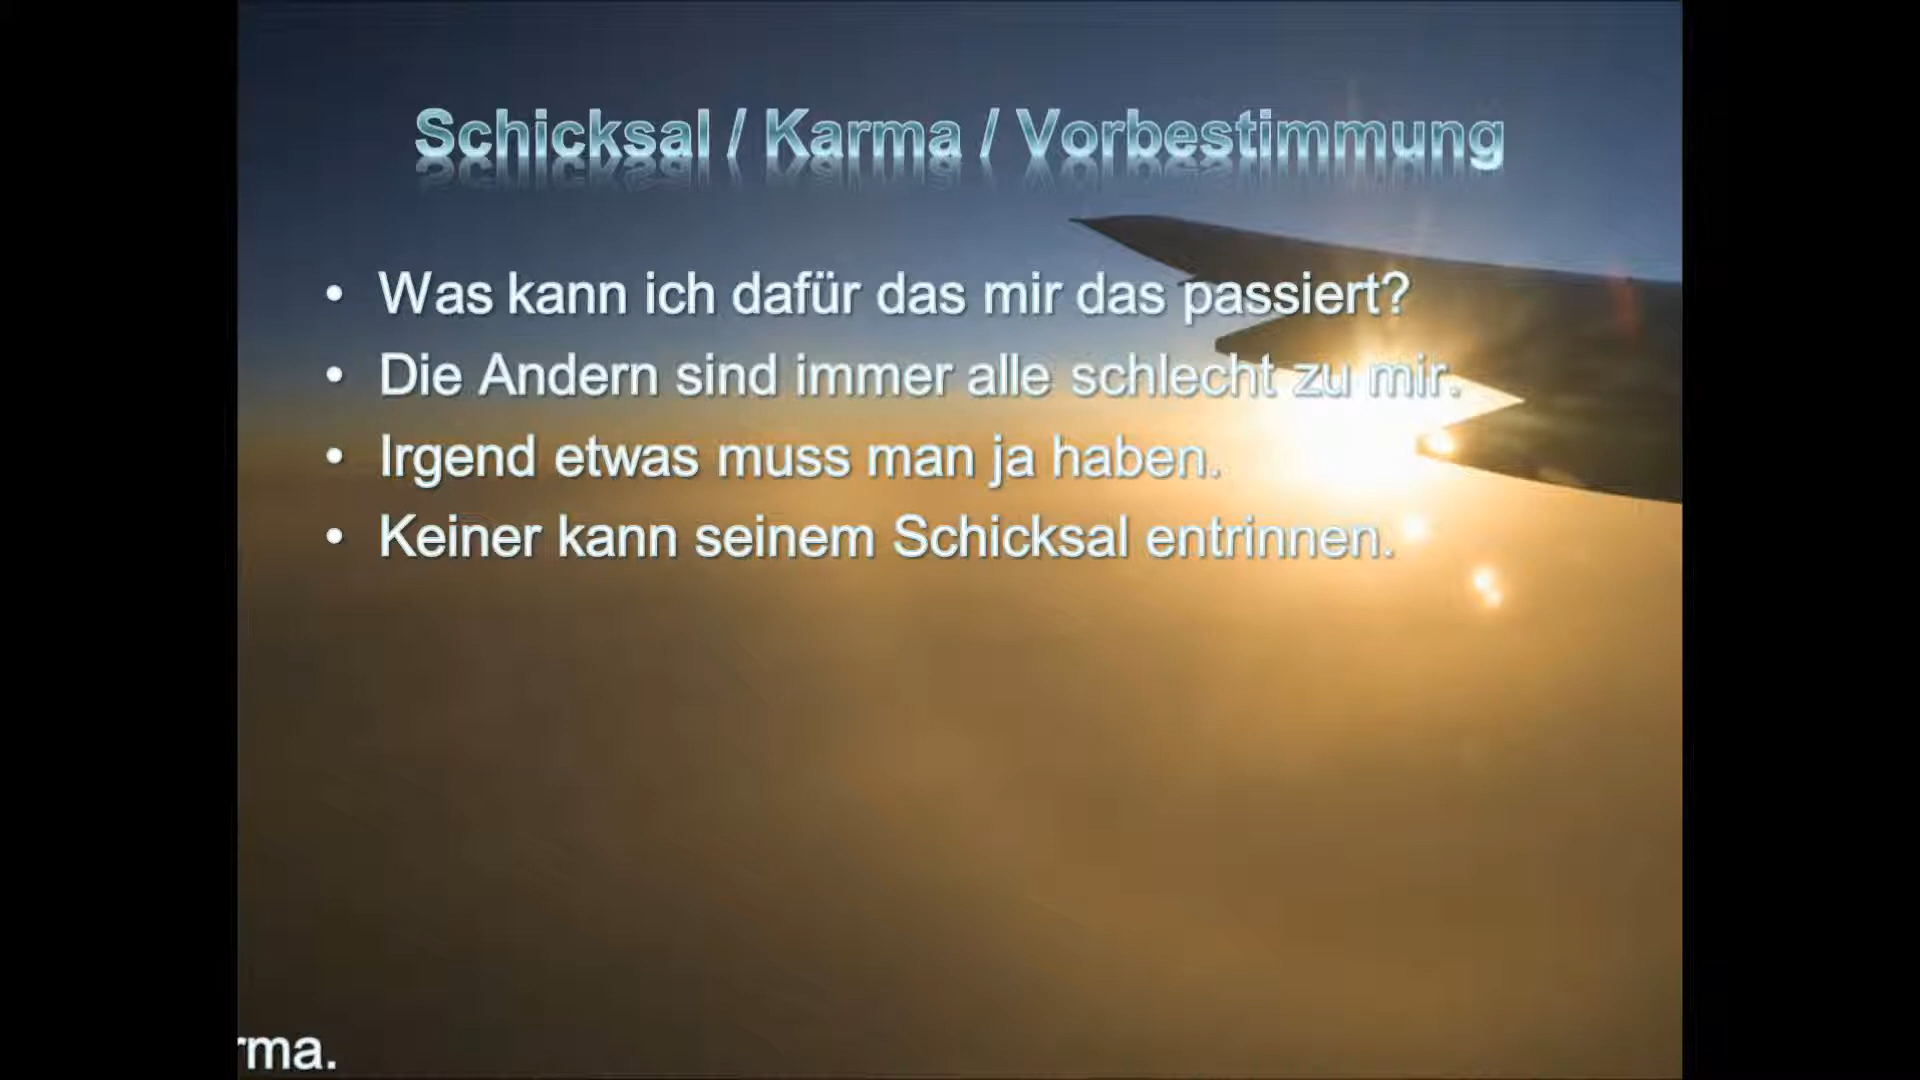 Schicksal / Karma / Vorbestimmung
• Was kann ich dafür das mir das passiert?
• Die Andern sind immer alle schlecht zu mir.
• Irgend etwas muss man ja haben.
• Keiner kann seinem Schicksal entrinnen.
rma.